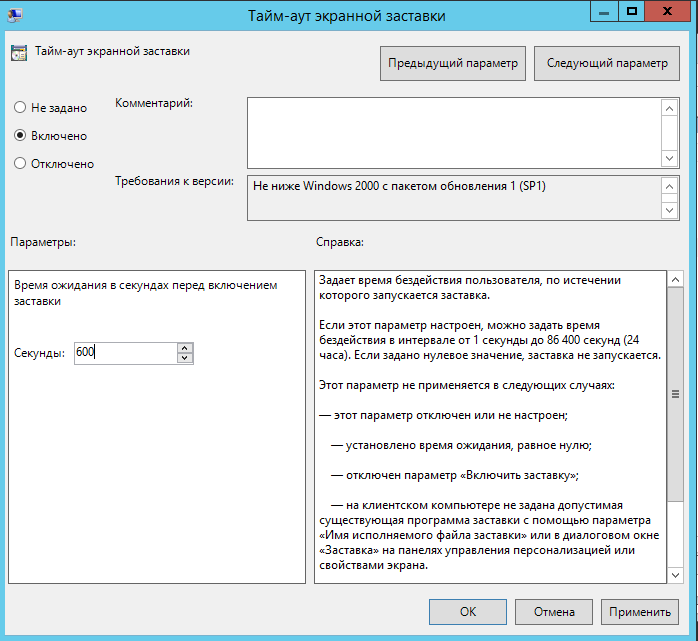 Тайм-аут экранной заставки
Тайм-аут экранной заставки
Предыдущий параметр
Следующий параметр
Не задано
Включено
Отключено
Комментарий:
Требования к версии:
Не ниже Windows 2000 с пакетом обновления 1 (SP1)
Параметры:
Справка:
Время ожидания в секундах перед включением
заставки
Секунды: 600
Задает время бездействия пользователя, по истечении
которого запускается заставка.
Если этот параметр настроен, можно задать время
бездействия в интервале от 1 секунды до 86 400 секунд (24
часа). Если задано нулевое значение, заставка не запускается.
Этот параметр не применяется в следующих случаях:
— этот параметр отключен или не настроен;
— установлено время ожидания, равное нулю;
— отключен параметр «Включить заставку»;
— на клиентском компьютере не задана допустимая
существующая программа заставки с помощью параметра
«Имя исполняемого файла заставки» или в диалоговом окне
«Заставка» на панелях управления персонализацией или
свойствами экрана.
ОК
Отмена
Применить